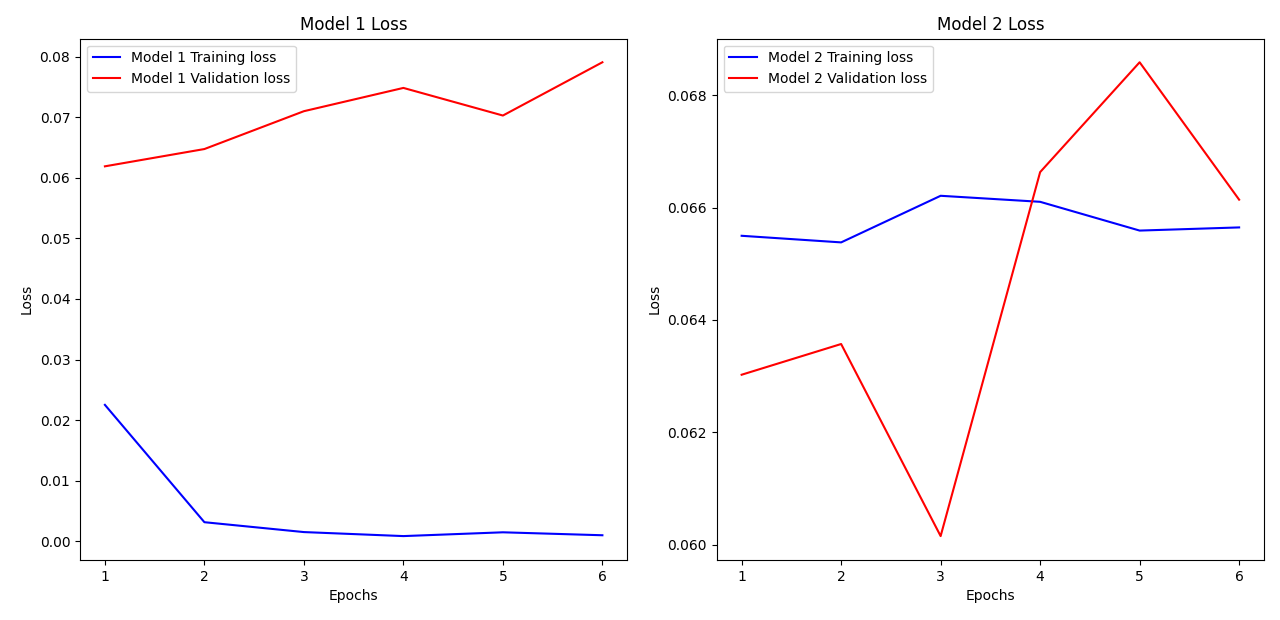 Model 1 Loss
Model 1 Training loss
Model 1 Validation loss
0.08
0.07
0.06
0.05
0.04
0.03
0.02
0.01
0.00
Loss
1 2 3 4 5 6
Epochs
Model 2 Loss
Model 2 Training loss
Model 2 Validation loss
0.068
0.066
0.064
0.062
0.060
Loss
1 2 3 4 5 6
Epochs